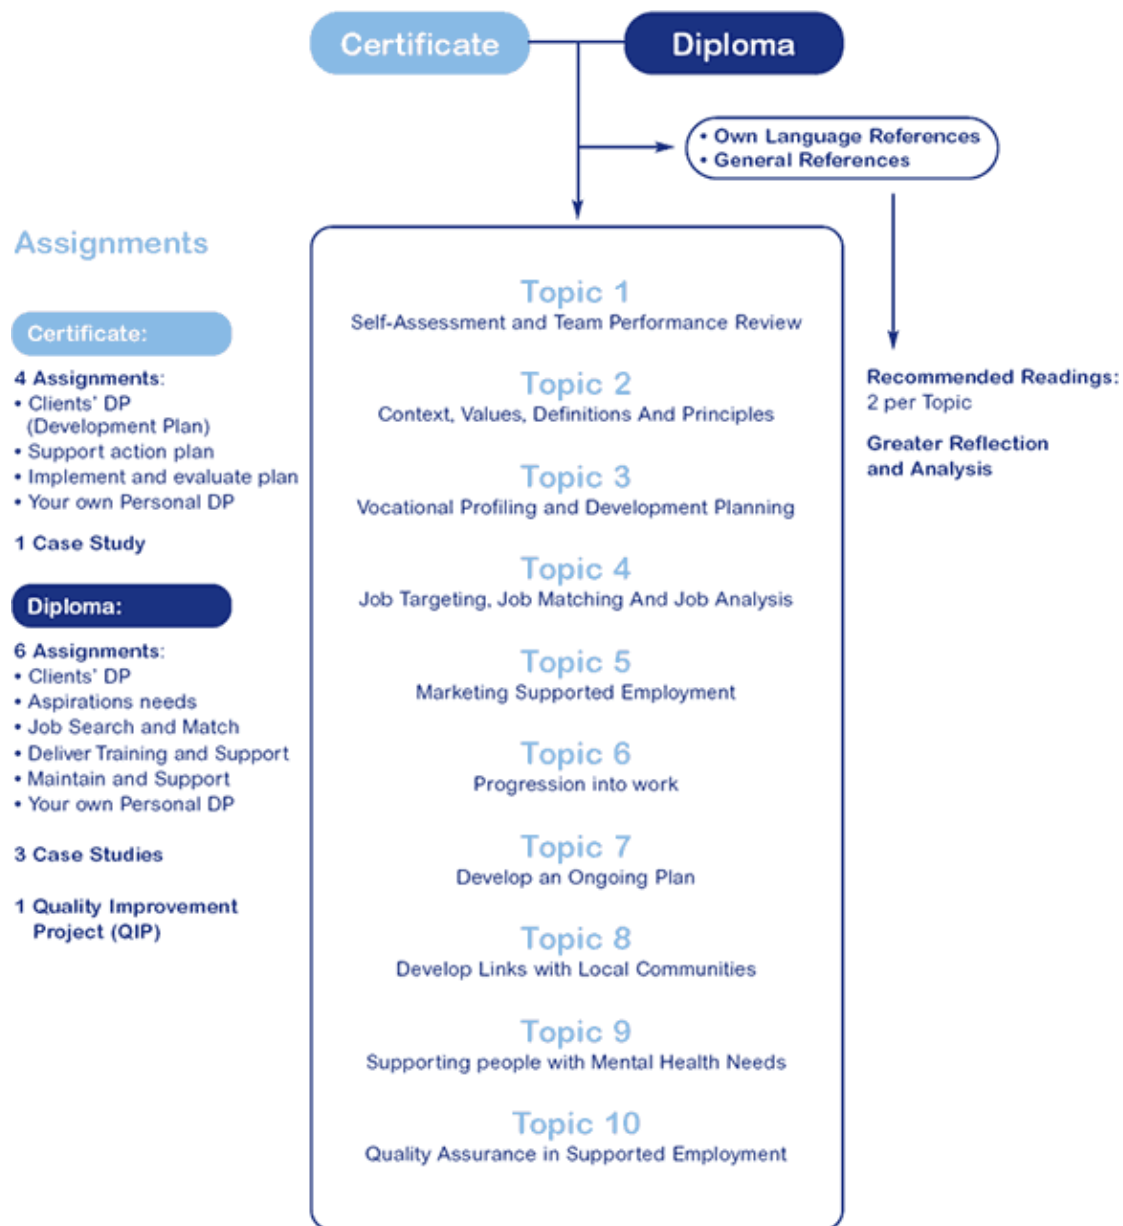 Certificate
Diploma
• Own Language References
• General References
Assignments
Certificate:
4 Assignments:
• Clients' DP
(Development Plan)
• Support action plan
• Implement and evaluate plan
• Your own Personal DP
1 Case Study
Diploma:
6 Assignments:
• Clients' DP
• Aspirations needs
• Job Search and Match
• Deliver Training and Support
• Maintain and Support
• Your own Personal DP
3 Case Studies
1 Quality Improvement
Project (QIP)
Topic 1
Self-Assessment and Team Performance Review
Topic 2
Context, Values, Definitions And Principles
Topic 3
Vocational Profiling and Development Planning
Topic 4
Job Targeting, Job Matching And Job Analysis
Topic 5
Marketing Supported Employment
Topic 6
Progression into work
Topic 7
Develop an Ongoing Plan
Topic 8
Develop Links with Local Communities
Topic 9
Supporting people with Mental Health Needs
Topic 10
Quality Assurance in Supported Employment
Recommended Readings:
2 per Topic
Greater Reflection
and Analysis